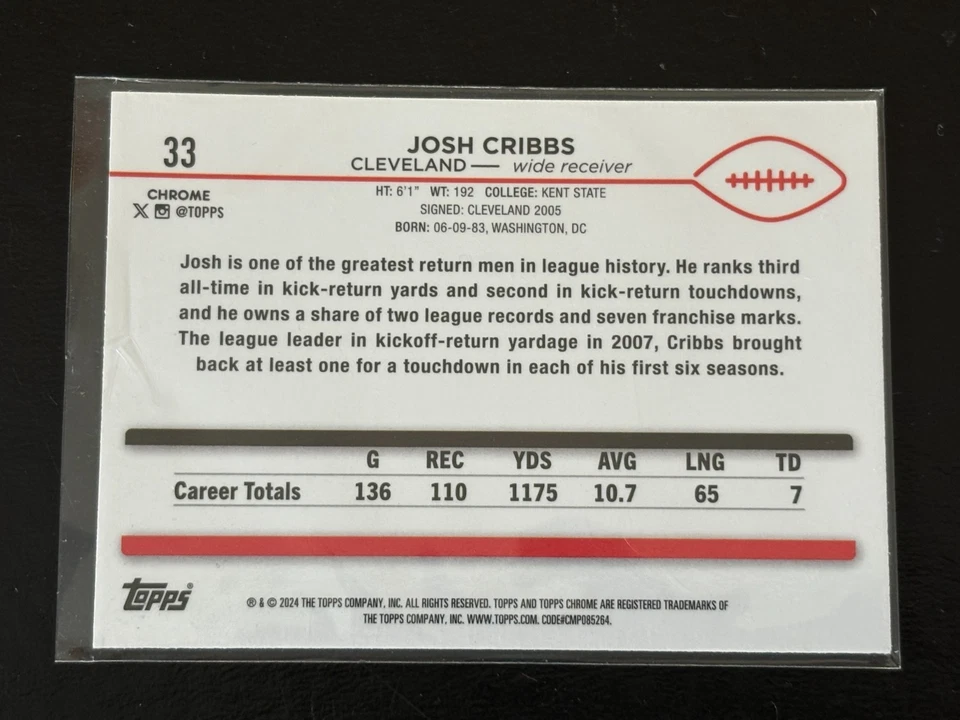 33
JOSH CRIBBS
CLEVELAND — wide receiver
HT: 6'1" WT: 192 COLLEGE: KENT STATE
SIGNED: CLEVELAND 2005
BORN: 06-09-83, WASHINGTON, DC
CHROME
X @TOPPS
Josh is one of the greatest return men in league history. He ranks third
all-time in kick-return yards and second in kick-return touchdowns,
and he owns a share of two league records and seven franchise marks.
The league leader in kickoff-return yardage in 2007, Cribbs brought
back at least one for a touchdown in each of his first six seasons.
G REC YDS AVG LNG TD
Career Totals 136 110 1175 10.7 65 7
Topps®
® & © 2024 THE TOPPS COMPANY, INC. ALL RIGHTS RESERVED. TOPPS AND TOPPS CHROME ARE REGISTERED TRADEMARKS OF
THE TOPPS COMPANY, INC. WWW.TOPPS.COM. CODE#CMP085264.